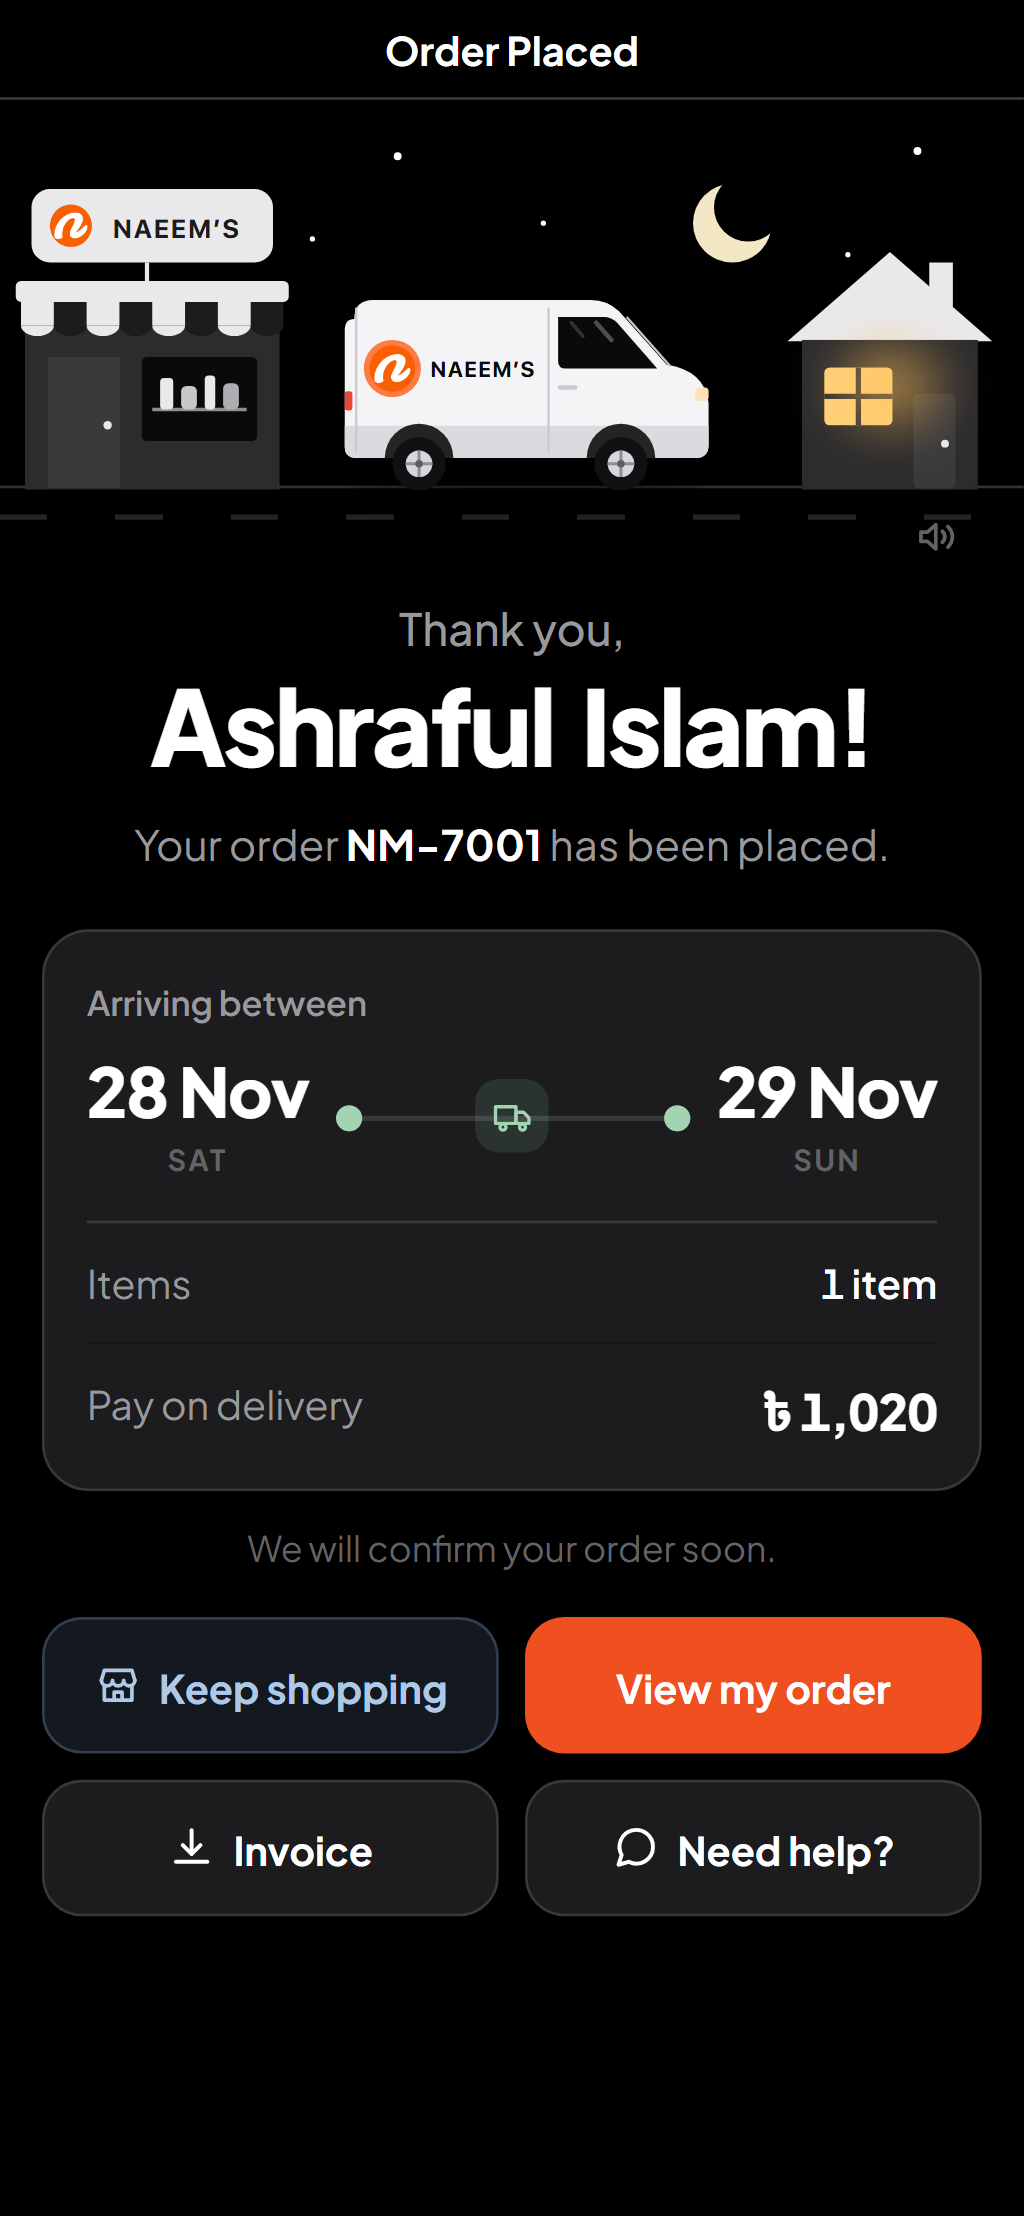 Order Placed
NAEEM'S
NAEEM'S
Thank you,
Ashraful Islam!
Your order NM-7001 has been placed.
Arriving between
28 Nov
29 Nov
SAT
SUN
Items
1 item
Pay on delivery
৳ 1,020
We will confirm your order soon.
Keep shopping
View my order
Invoice
Need help?